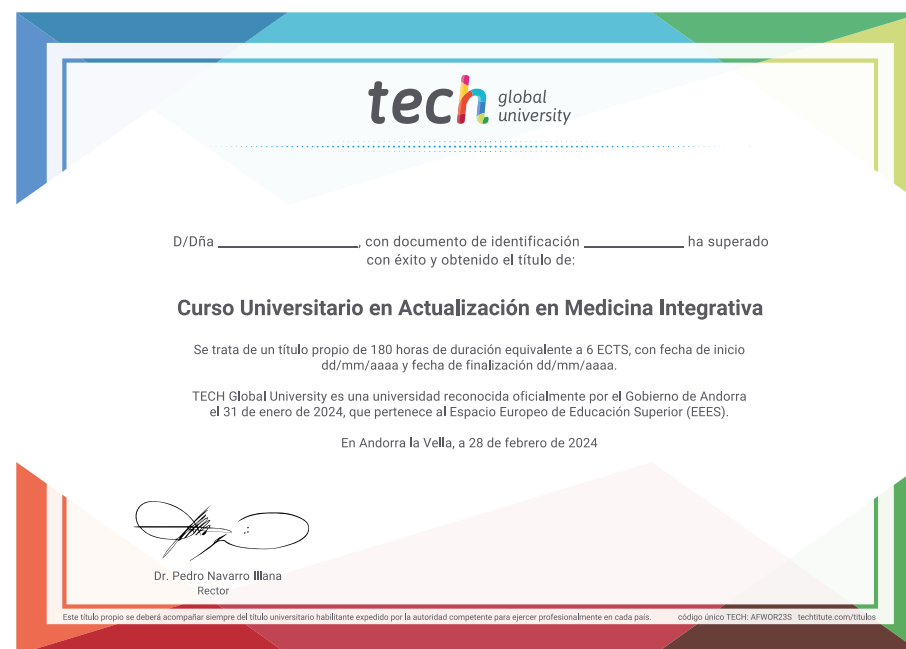 tech global university
D/Dña ____________________, con documento de identificación ______________ ha superado
con éxito y obtenido el título de:
Curso Universitario en Actualización en Medicina Integrativa
Se trata de un título propio de 180 horas de duración equivalente a 6 ECTS, con fecha de inicio
dd/mm/aaaa y fecha de finalización dd/mm/aaaa.
TECH Global University es una universidad reconocida oficialmente por el Gobierno de Andorra
el 31 de enero de 2024, que pertenece al Espacio Europeo de Educación Superior (EEES).
En Andorra la Vella, a 28 de febrero de 2024
Dr. Pedro Navarro Illana
Rector
Este título propio se deberá acompañar siempre del título universitario habilitante expedido por la autoridad competente para ejercer profesionalmente en cada país. código único TECH: AFWOR23S techtitute.com/titulos